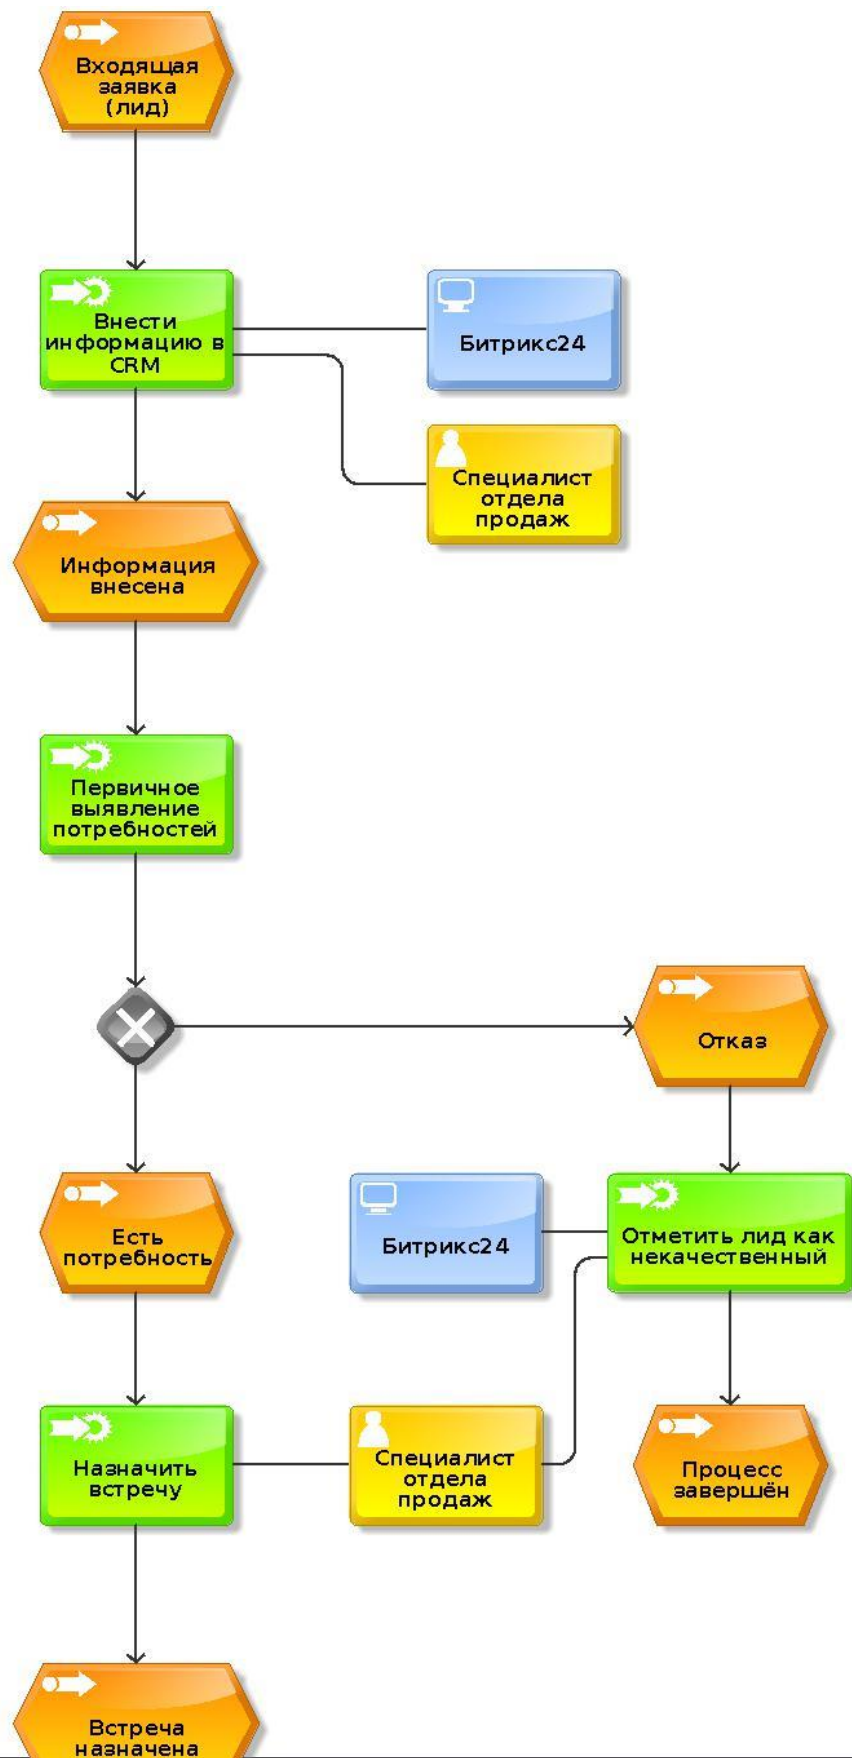 Входящая
заявка
(лид)
Внести
информацию в
CRM
Битрикс24
Специалист
отдела
продаж
Информация
внесена
Первичное
выявление
потребностей
Отказ
Есть
потребность
Битрикс24
Отметить лид как
некачественный
Назначить
встречу
Специалист
отдела
продаж
Процесс
завершён
Встреча
назначена